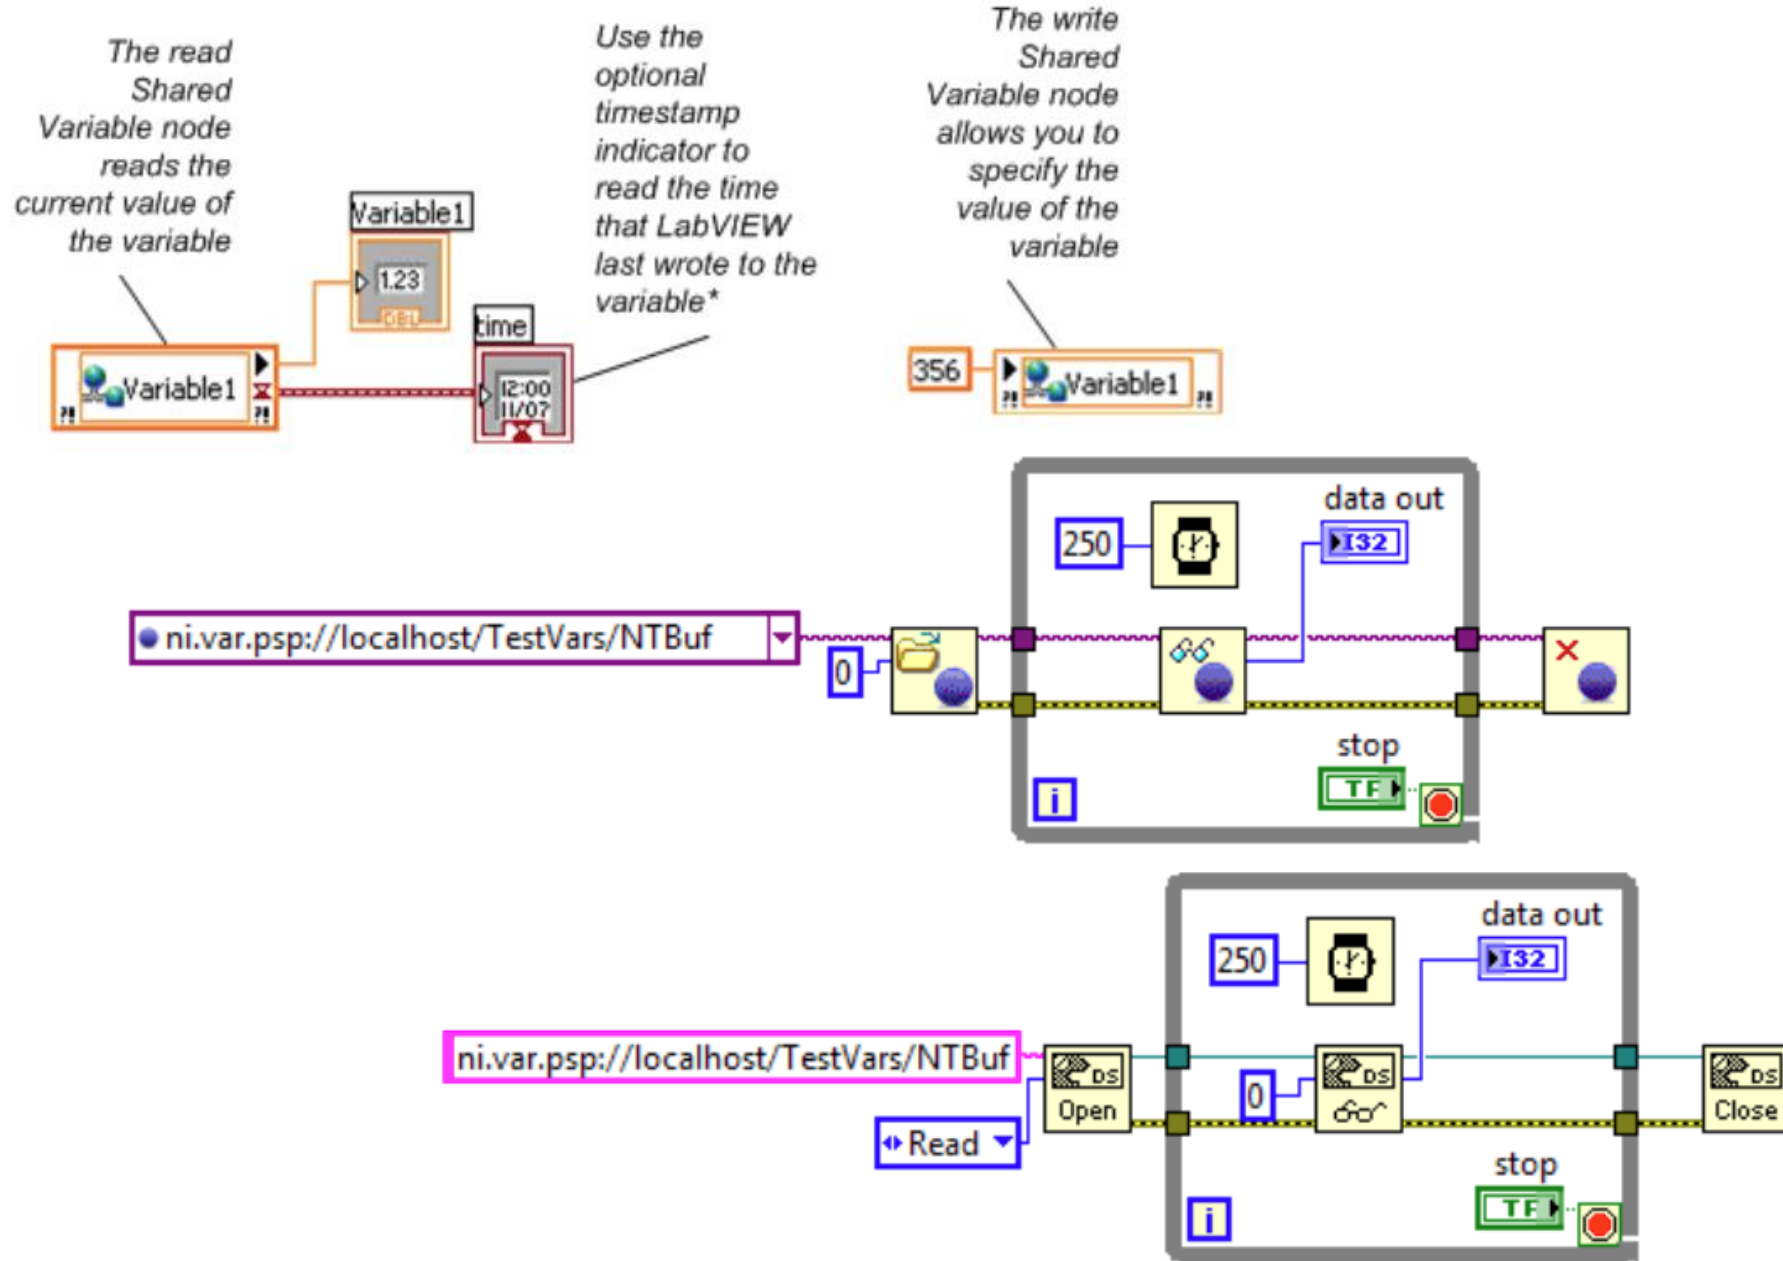 The read
Shared
Variable node
reads the
current value of
the variable
Use the
optional
timestamp
indicator to
read the time
that LabVIEW
last wrote to the
variable*
The write
Shared
Variable node
allows you to
specify the
value of the
variable
Variable1
1.23
DBL
time
12:00
11/07
Variable1
?!
?!
356
Variable1
?!
?!
data out
250
I32
ni.var.psp://localhost/TestVars/NTBuf
0
stop
TF
i
data out
250
I32
ni.var.psp://localhost/TestVars/NTBuf
DS
Open
0
DS
DS
Close
Read
stop
TF
i